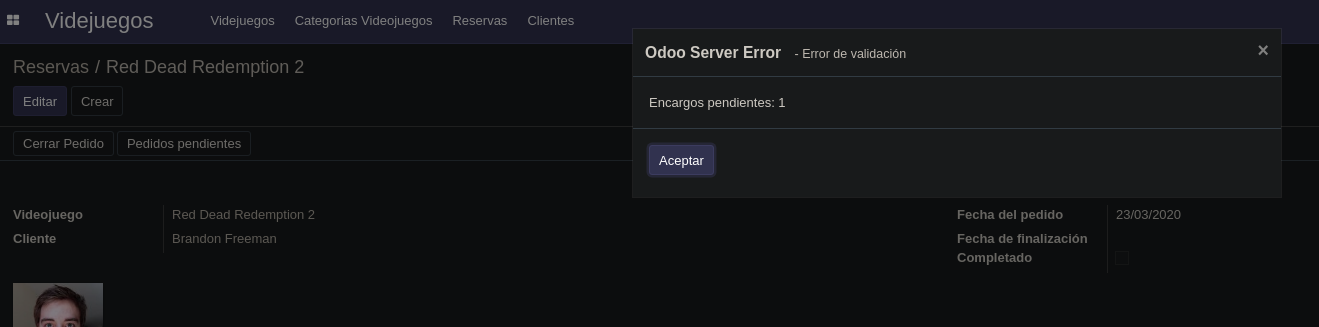 Videjuegos
Videjuegos Categorias Videojuegos Reservas Clientes
Odoo Server Error - Error de validación ×
Reservas / Red Dead Redemption 2
Editar Crear
Encargos pendientes: 1
Cerrar Pedido Pedidos pendientes
Aceptar
Videojuego Red Dead Redemption 2
Cliente Brandon Freeman
Fecha del pedido 23/03/2020
Fecha de finalización
Completado